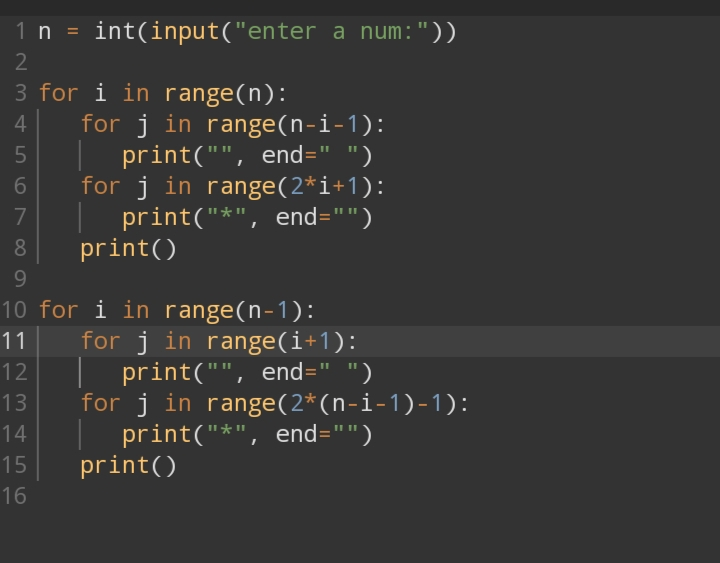 1 n = int(input("enter a num:"))
2
3 for i in range(n):
4    for j in range(n-i-1):
5       print("", end=" ")
6    for j in range(2*i+1):
7       print("*", end="")
8    print()
9
10 for i in range(n-1):
11    for j in range(i+1):
12       print("", end=" ")
13    for j in range(2*(n-i-1)-1):
14       print("*", end="")
15    print()
16